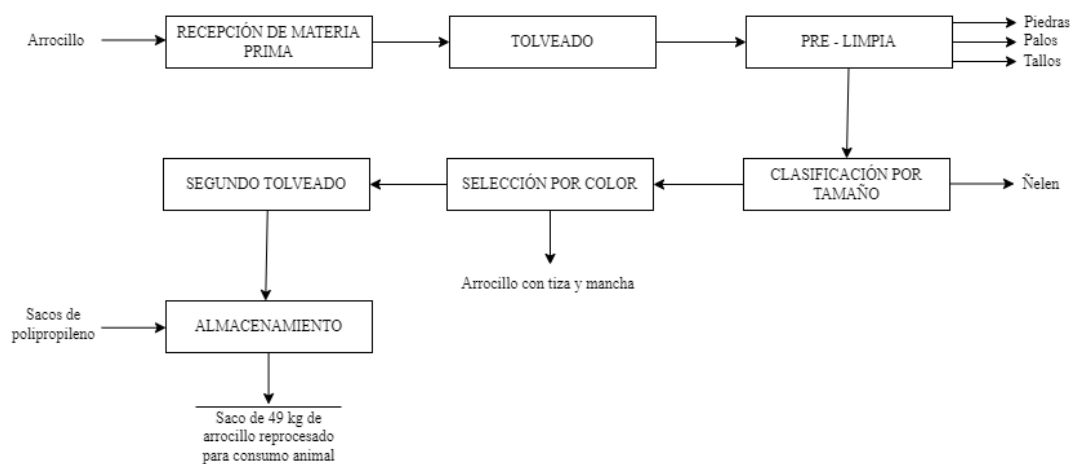 Arrocillo
RECEPCIÓN DE MATERIA
PRIMA
TOLVEADO
PRE - LIMPIA
Piedras
Palos
Tallos
SEGUNDO TOLVEADO
SELECCIÓN POR COLOR
CLASIFICACIÓN POR
TAMAÑO
Ñelen
Arrocillo con tiza y mancha
Sacos de
polipropileno
ALMACENAMIENTO
Saco de 49 kg de
arrocillo reprocesado
para consumo animal